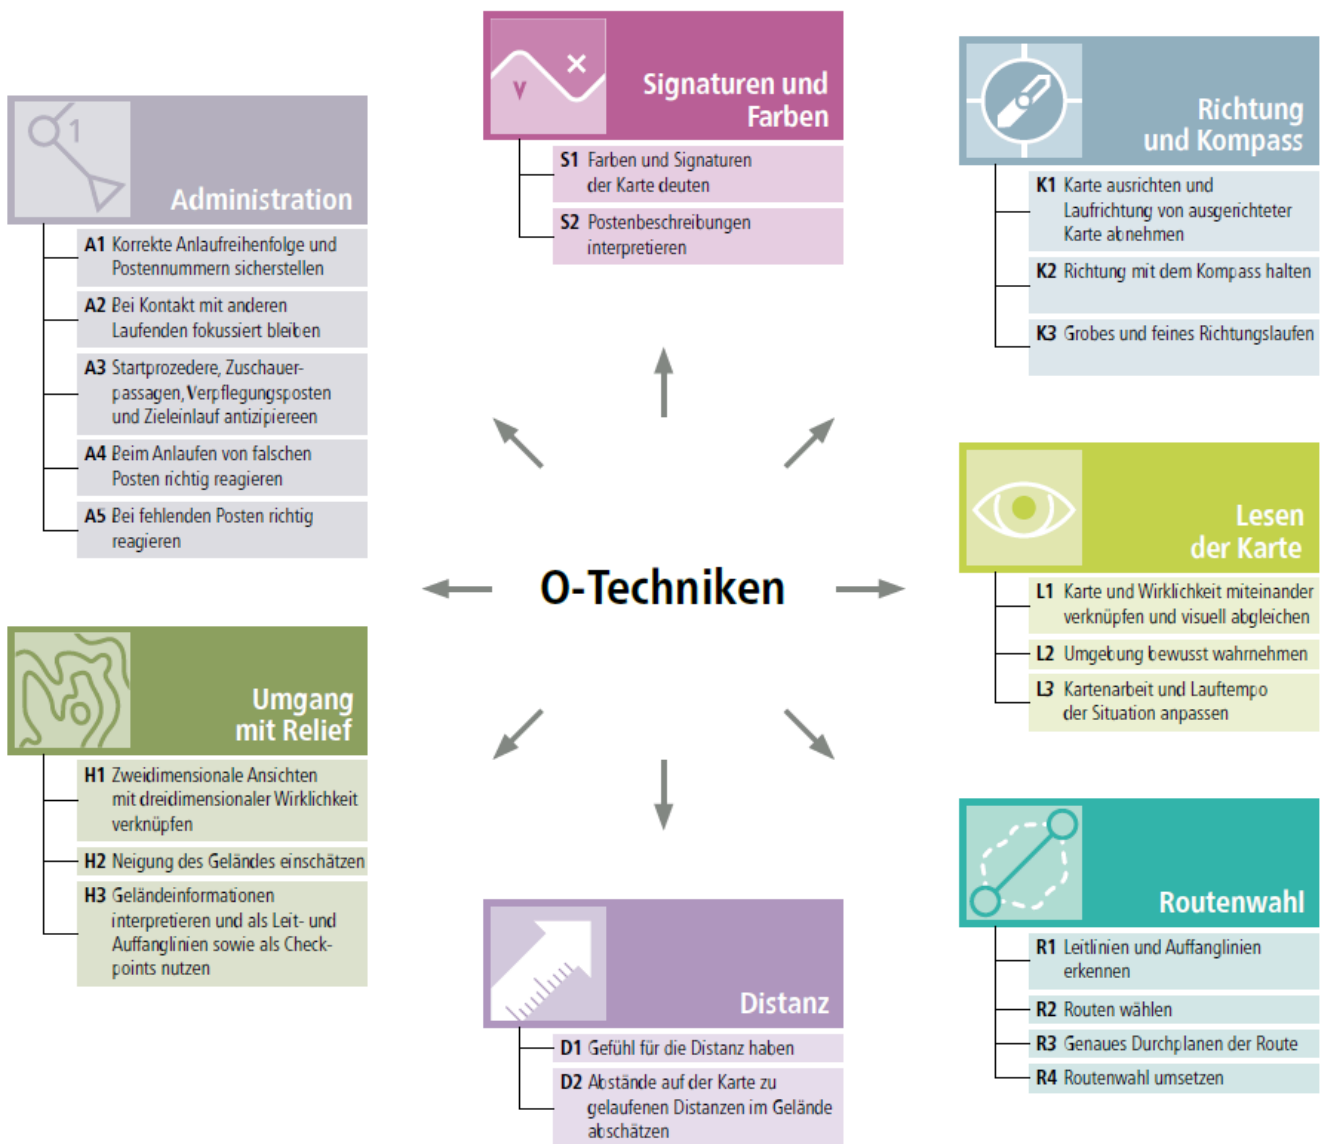 Signaturen und
Farben
S1 Farben und Signaturen
der Karte deuten
S2 Postenbeschreibungen
interpretieren
Richtung
und Kompass
K1 Karte ausrichten und
Laufrichtung von ausgerichteter
Karte abnehmen
K2 Richtung mit dem Kompass halten
K3 Grobes und feines Richtungslaufen
1
Administration
A1 Korrekte Anlaufreihenfolge und
Postennummern sicherstellen
A2 Bei Kontakt mit anderen
Laufenden fokussiert bleiben
A3 Startprozedere, Zuschauer-
passagen, Verpflegungsposten
und Zieleinlauf antizipiereen
A4 Beim Anlaufen von falschen
Posten richtig reagieren
A5 Bei fehlenden Posten richtig
reagieren
Lesen
der Karte
L1 Karte und Wirklichkeit miteinander
verknüpfen und visuell abgleichen
L2 Umgebung bewusst wahrnehmen
L3 Kartenarbeit und Lauftempo
der Situation anpassen
O-Techniken
Umgang
mit Relief
H1 Zweidimensionale Ansichten
mit dreidimensionaler Wirklichkeit
verknüpfen
H2 Neigung des Geländes einschätzen
H3 Geländeinformationen
interpretieren und als Leit- und
Auffanglinien sowie als Check-
points nutzen
Distanz
D1 Gefühl für die Distanz haben
D2 Abstände auf der Karte zu
gelaufenen Distanzen im Gelände
abschätzen
Routenwahl
R1 Leitlinien und Auffanglinien
erkennen
R2 Routen wählen
R3 Genaues Durchplanen der Route
R4 Routenwahl umsetzen